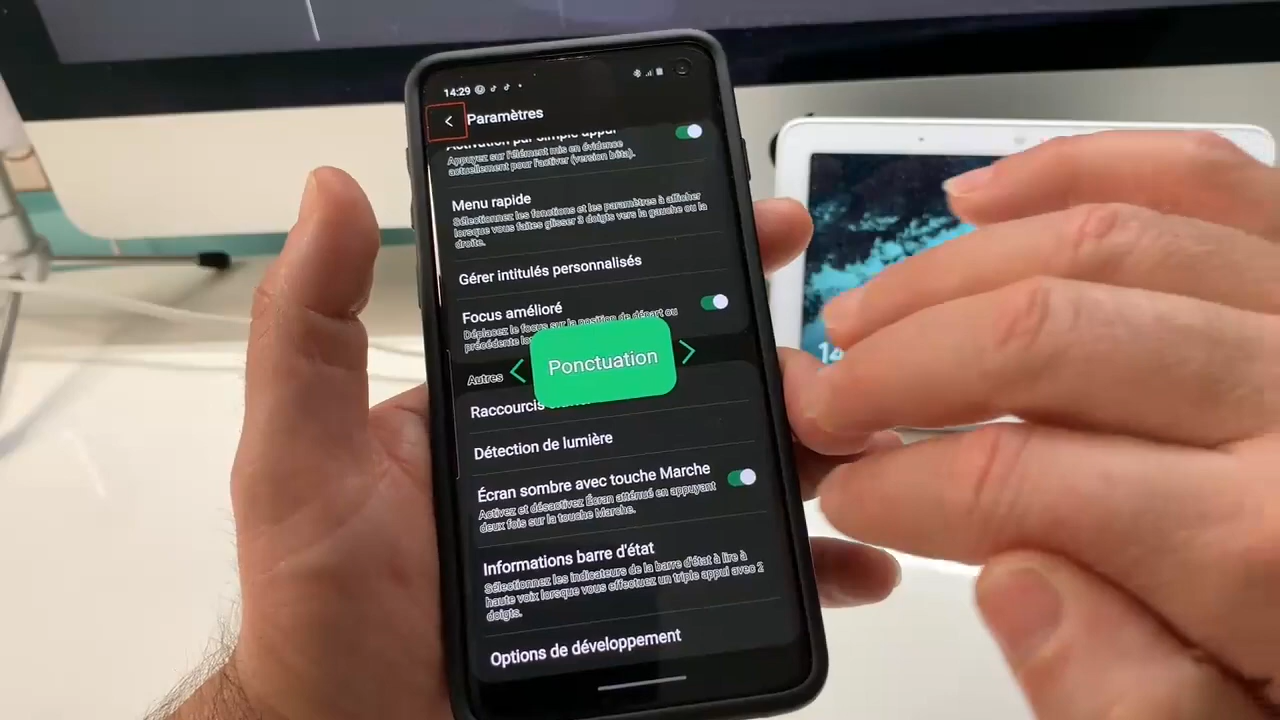 14:29
Paramètres
Activation par simple appui
Appuyez sur l'élément mis en évidence
actuellement pour l'activer (version bêta).
Menu rapide
Sélectionnez les fonctions et les paramètres à afficher
lorsque vous faites glisser 3 doigts vers la gauche ou la
droite.
Gérer intitulés personnalisés
Focus amélioré
Déplacez le focus sur la position de départ ou
précédente
Ponctuation
Autres
Raccourcis
Détection de lumière
Écran sombre avec touche Marche
Activez et désactivez Écran atténué en appuyant
deux fois sur la touche Marche.
Informations barre d'état
Sélectionnez les indicateurs de la barre d'état à lire à
haute voix lorsque vous effectuez un triple appui avec 2
doigts.
Options de développement